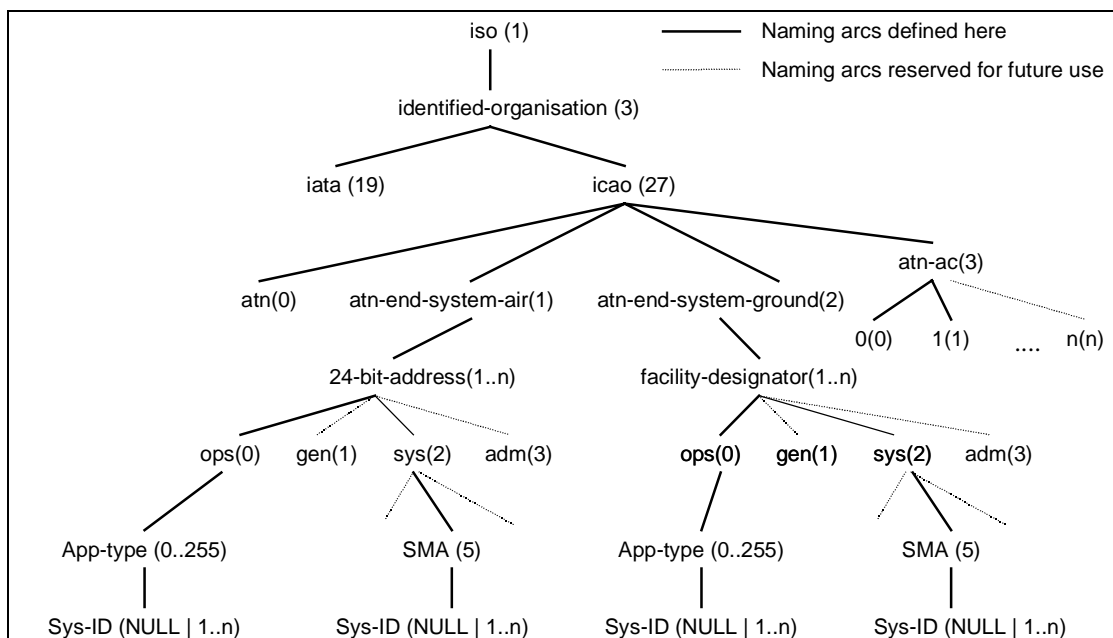 iso (1)
Naming arcs defined here
Naming arcs reserved for future use
identified-organisation (3)
iata (19)
icao (27)
atn-ac(3)
atn(0)
atn-end-system-air(1)
atn-end-system-ground(2)
0(0)
1(1)
....
n(n)
24-bit-address(1..n)
facility-designator(1..n)
ops(0)
gen(1)
sys(2)
adm(3)
ops(0)
gen(1)
sys(2)
adm(3)
App-type (0..255)
SMA (5)
App-type (0..255)
SMA (5)
Sys-ID (NULL | 1..n)
Sys-ID (NULL | 1..n)
Sys-ID (NULL | 1..n)
Sys-ID (NULL | 1..n)